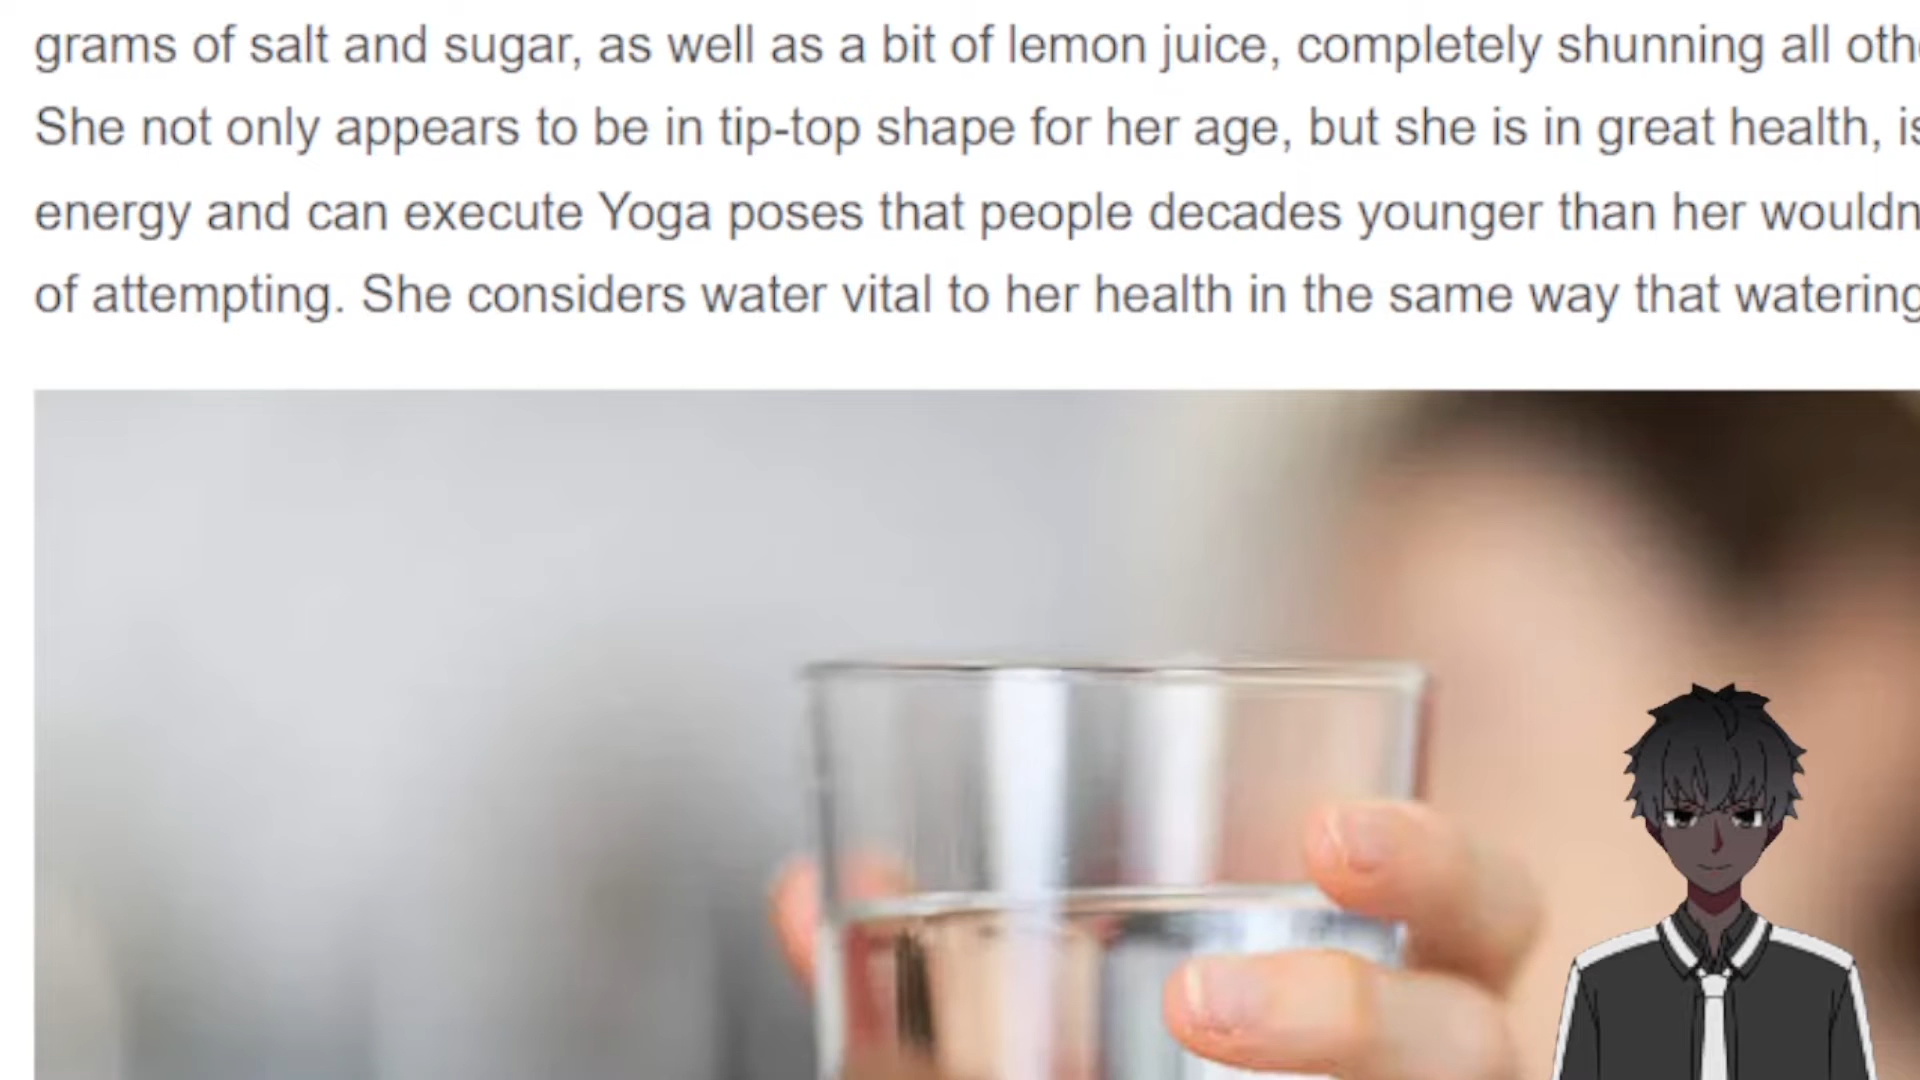 grams of salt and sugar, as well as a bit of lemon juice, completely shunning all
She not only appears to be in tip-top shape for her age, but she is in great health,
energy and can execute Yoga poses that people decades younger than her
of attempting. She considers water vital to her health in the same way that watering